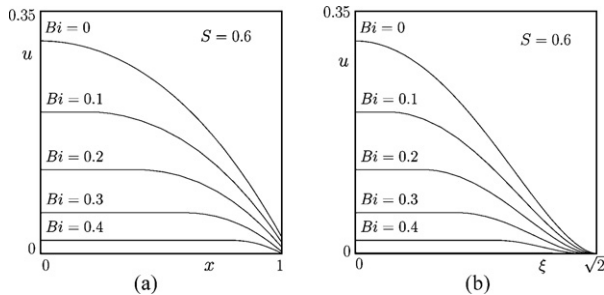 0.35
u
Bi = 0
S = 0.6
Bi = 0.1
Bi = 0.2
Bi = 0.3
Bi = 0.4
0
0
x
1
(a)
0.35
u
Bi = 0
S = 0.6
Bi = 0.1
Bi = 0.2
Bi = 0.3
Bi = 0.4
0
0
ξ
√2
(b)